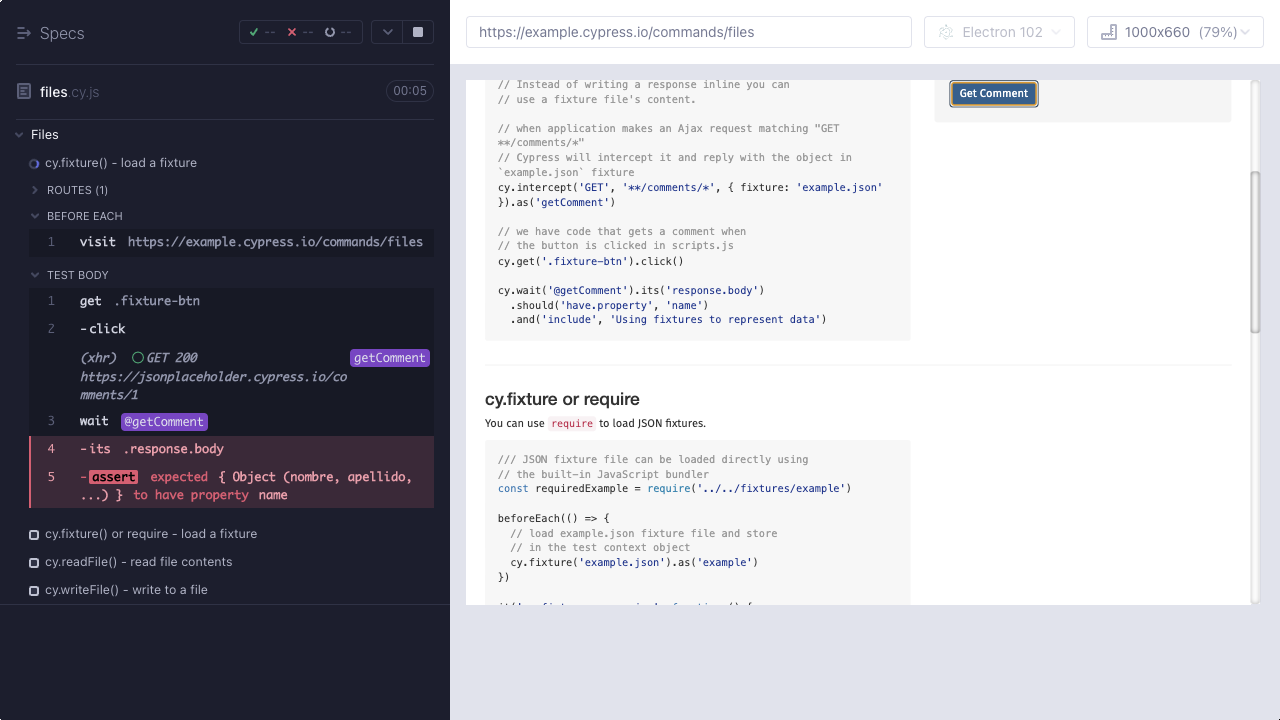 Specs
-- -- --
files.cy.js
00:05
Files
cy.fixture() - load a fixture
ROUTES (1)
BEFORE EACH
1 visit https://example.cypress.io/commands/files
TEST BODY
1 get .fixture-btn
2 -click
(xhr) GET 200 getComment
https://jsonplaceholder.cypress.io/co
mments/1
3 wait @getComment
4 -its .response.body
5 -assert expected { Object (nombre, apellido,
...) } to have property name
cy.fixture() or require - load a fixture
cy.readFile() - read file contents
cy.writeFile() - write to a file
https://example.cypress.io/commands/files
Electron 102
1000x660 (79%)
// Instead of writing a response inline you can
// use a fixture file's content.
// when application makes an Ajax request matching "GET
**/comments/*"
// Cypress will intercept it and reply with the object in
`example.json` fixture
cy.intercept('GET', '**/comments/*', { fixture: 'example.json'
}).as('getComment')
// we have code that gets a comment when
// the button is clicked in scripts.js
cy.get('.fixture-btn').click()
cy.wait('@getComment').its('response.body')
.should('have.property', 'name')
.and('include', 'Using fixtures to represent data')
Get Comment
cy.fixture or require
You can use require to load JSON fixtures.
/// JSON fixture file can be loaded directly using
// the built-in JavaScript bundler
const requiredExample = require('../../fixtures/example')
beforeEach(() => {
// load example.json fixture file and store
// in the test context object
cy.fixture('example.json').as('example')
})